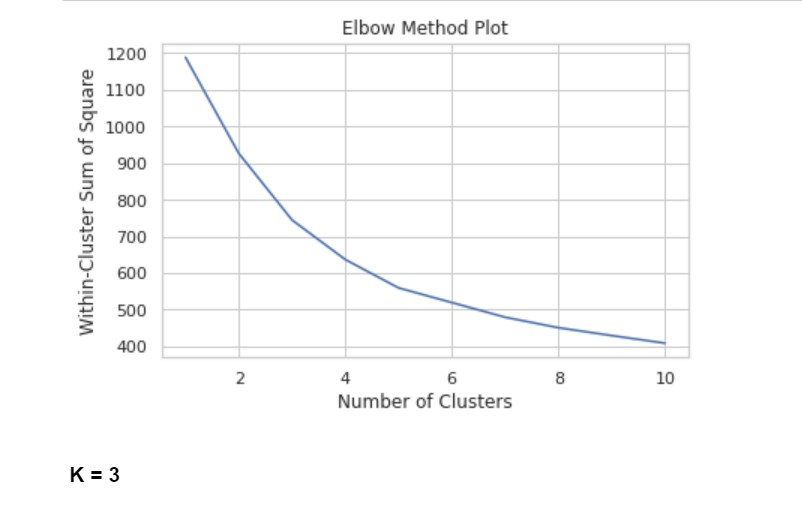 Elbow Method Plot
Within-Cluster Sum of Square
1200
1100
1000
900
800
700
600
500
400
2 4 6 8 10
Number of Clusters
K = 3